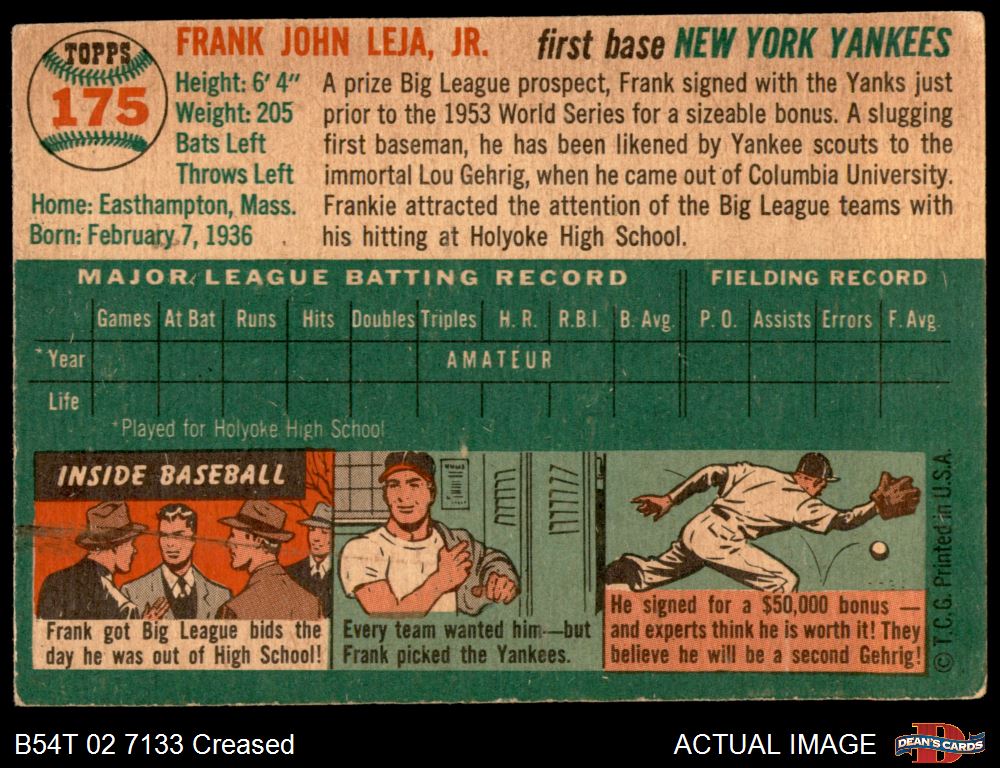 TOPPS
175
FRANK JOHN LEJA, JR. first base NEW YORK YANKEES
Height: 6' 4"
Weight: 205
Bats Left
Throws Left
Home: Easthampton, Mass.
Born: February 7, 1936
A prize Big League prospect, Frank signed with the Yanks just
prior to the 1953 World Series for a sizeable bonus. A slugging
first baseman, he has been likened by Yankee scouts to the
immortal Lou Gehrig, when he came out of Columbia University.
Frankie attracted the attention of the Big League teams with
his hitting at Holyoke High School.
MAJOR LEAGUE BATTING RECORD FIELDING RECORD
Games At Bat Runs Hits Doubles Triples H. R. R.B.I. B. Avg. P. O. Assists Errors F. Avg.
*Year AMATEUR
Life
*Played for Holyoke High School
INSIDE BASEBALL
Frank got Big League bids the
day he was out of High School!
Every team wanted him—but
Frank picked the Yankees.
He signed for a $50,000 bonus —
and experts think he is worth it! They
believe he will be a second Gehrig!
© T.C.G. Printed in U.S.A.
B54T 02 7133 Creased
ACTUAL IMAGE
D
DEAN'S CARDS